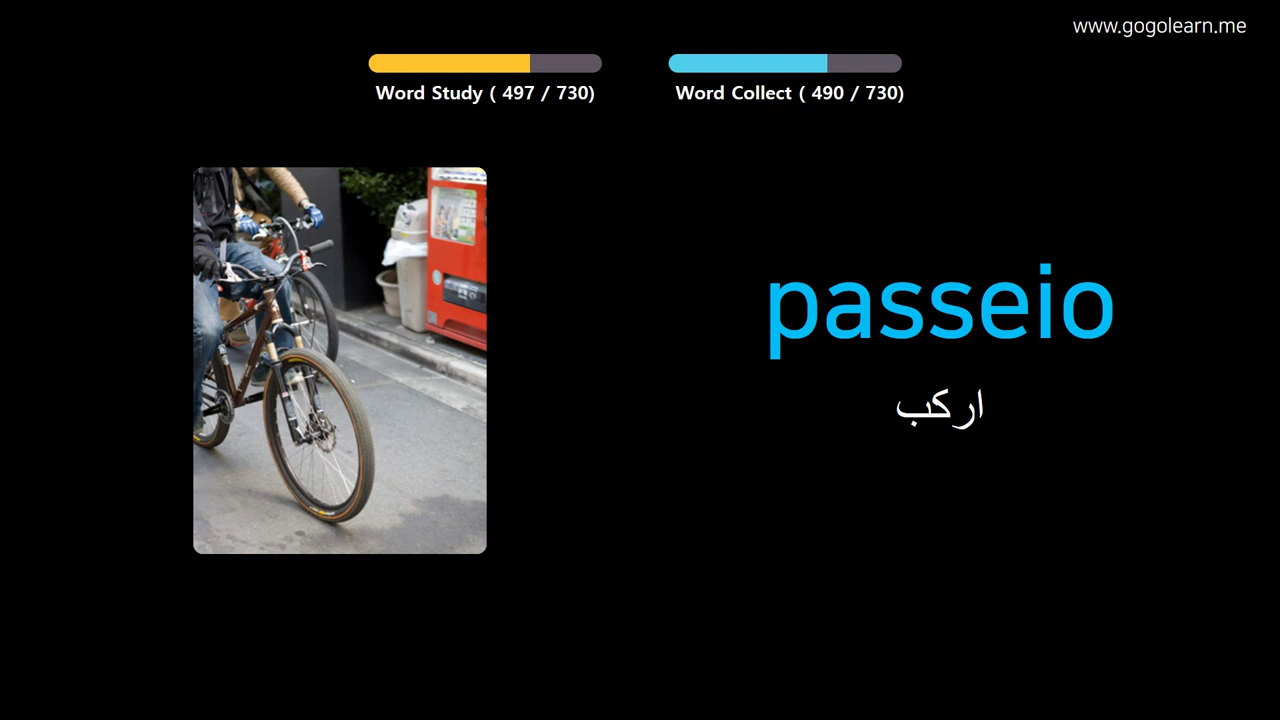 www.gogolearn.me
Word Study ( 497 / 730)
Word Collect ( 490 / 730)
passeio
اركب